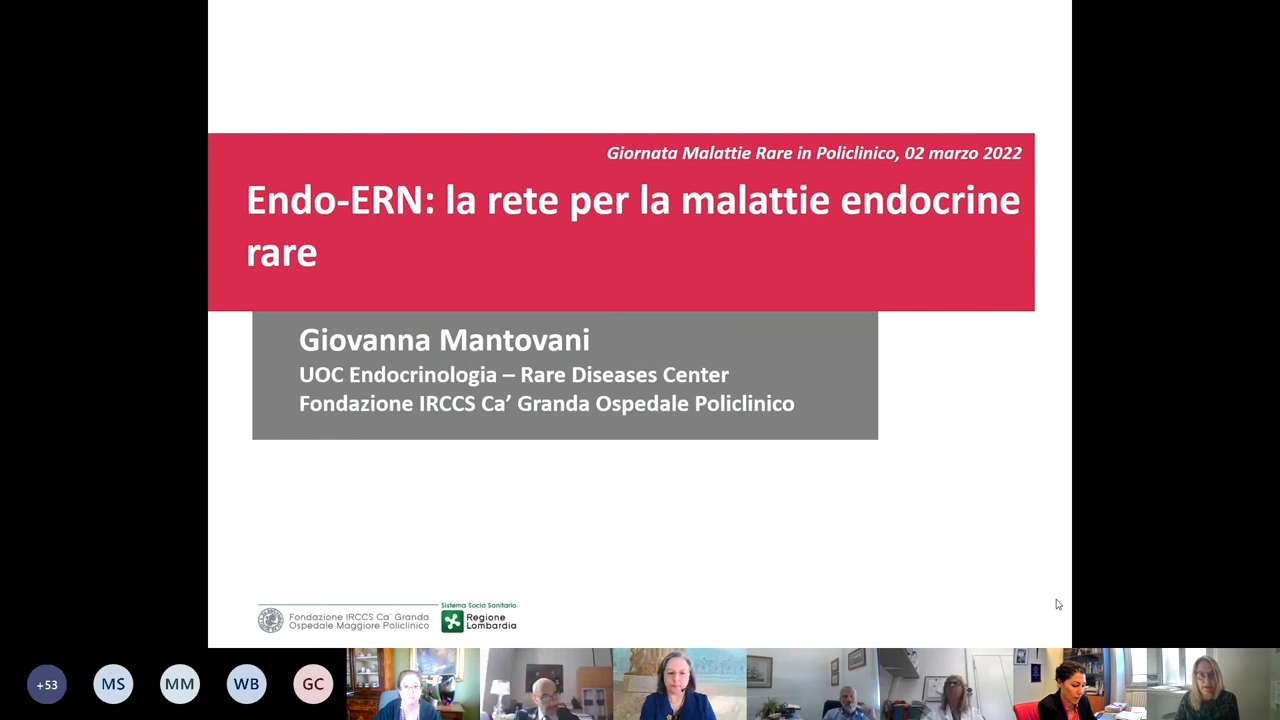 Giornata Malattie Rare in Policlinico, 02 marzo 2022
Endo-ERN: la rete per la malattie endocrine
rare
Giovanna Mantovani
UOC Endocrinologia – Rare Diseases Center
Fondazione IRCCS Ca’ Granda Ospedale Policlinico
Fondazione IRCCS Ca' Granda
Ospedale Maggiore Policlinico
Sistema Socio Sanitario
Regione
Lombardia
+53
MS
MM
WB
GC